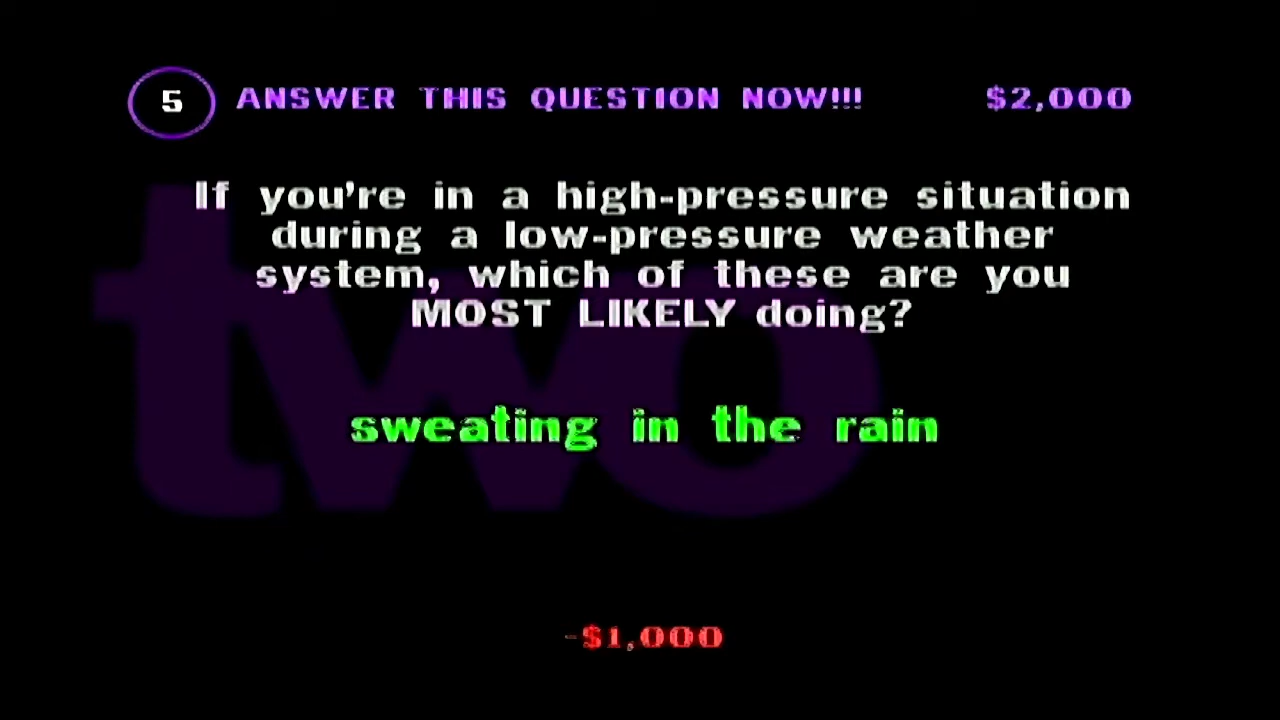 5 ANSWER THIS QUESTION NOW!!! $2,000
If you're in a high-pressure situation
during a low-pressure weather
system, which of these are you
MOST LIKELY doing?
two
sweating in the rain
-$1,000